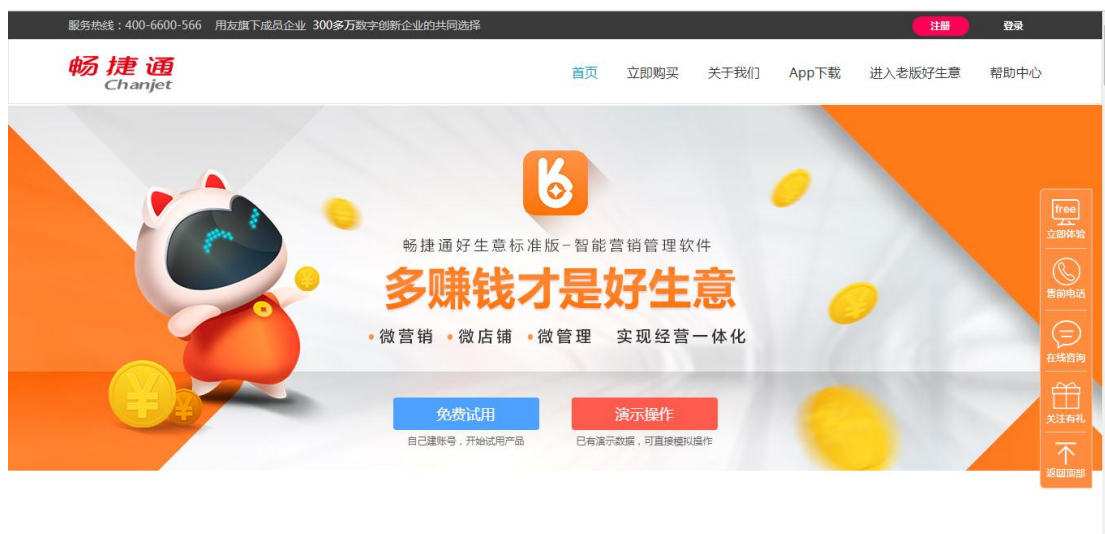 服务热线：400-6600-566 用友旗下成员企业 300多万数字创新企业的共同选择 注册 登录
畅捷通
Chanjet
首页 立即购买 关于我们 App下载 进入老版好生意 帮助中心
畅捷通好生意标准版-智能营销管理软件
多赚钱才是好生意
•微营销 •微店铺 •微管理 实现经营一体化
免费试用 演示操作
自己建账号，开始试用产品 已有演示数据，可直接模拟操作
free
立即体验
售前电话
在线咨询
关注有礼
返回顶部